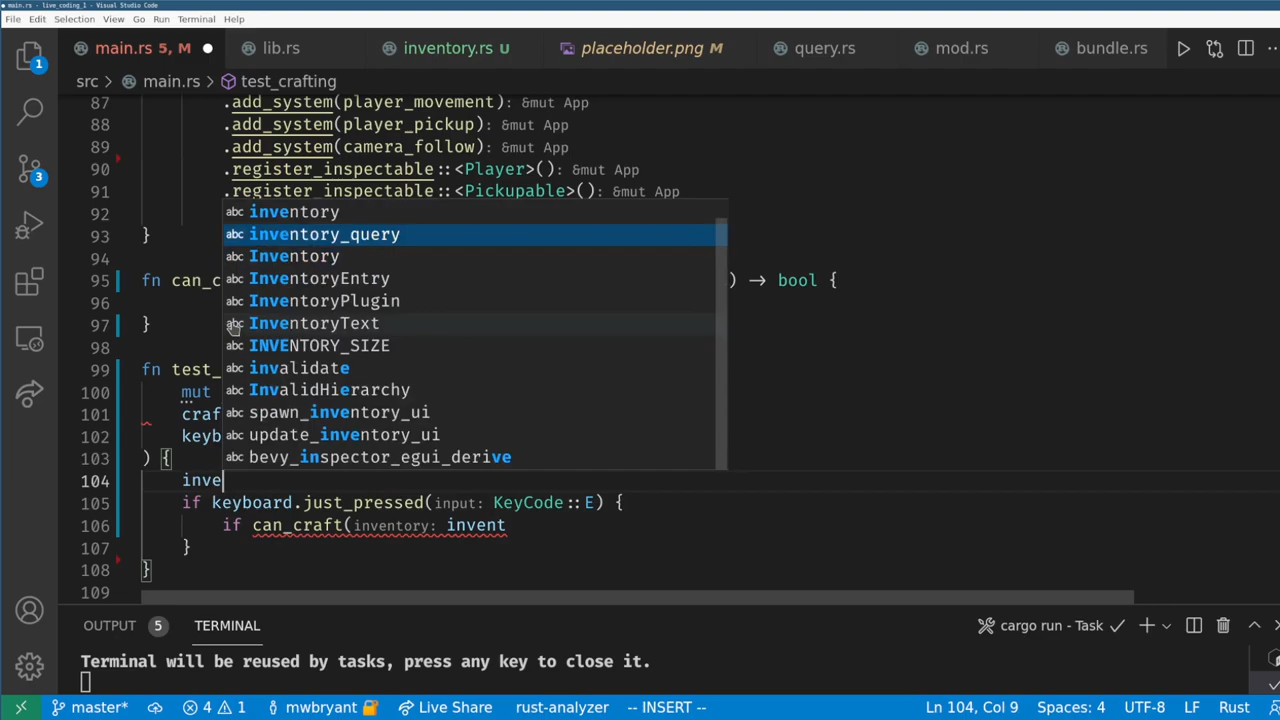 main.rs - live_coding_1 - Visual Studio Code
File Edit Selection View Go Run Terminal Help
main.rs 5, M lib.rs inventory.rs U placeholder.png M query.rs mod.rs bundle.rs
src > main.rs > test_crafting
87 .add_system(player_movement): &mut App
88 .add_system(player_pickup): &mut App
89 .add_system(camera_follow): &mut App
90 .register_inspectable::<Player>(): &mut App
91 .register_inspectable::<Pickupable>(): &mut App
92 abc inventory
93 } abc inventory_query
94 abc Inventory
95 fn can_c abc InventoryEntry ) → bool {
96 abc InventoryPlugin
97 } abc InventoryText
98 abc INVENTORY_SIZE
99 fn test_ abc invalidate
100 mut abc InvalidHierarchy
101 craf abc spawn_inventory_ui
102 keyb abc update_inventory_ui
103 ) { abc bevy_inspector_egui_derive
104 inve
105 if keyboard.just_pressed(input: KeyCode::E) {
106 if can_craft(inventory: invent
107 }
108 }
109
OUTPUT 5 TERMINAL cargo run - Task
Terminal will be reused by tasks, press any key to close it.
master* 4 1 mwbryant Live Share rust-analyzer -- INSERT -- Ln 104, Col 9 Spaces: 4 UTF-8 LF Rust
1
3